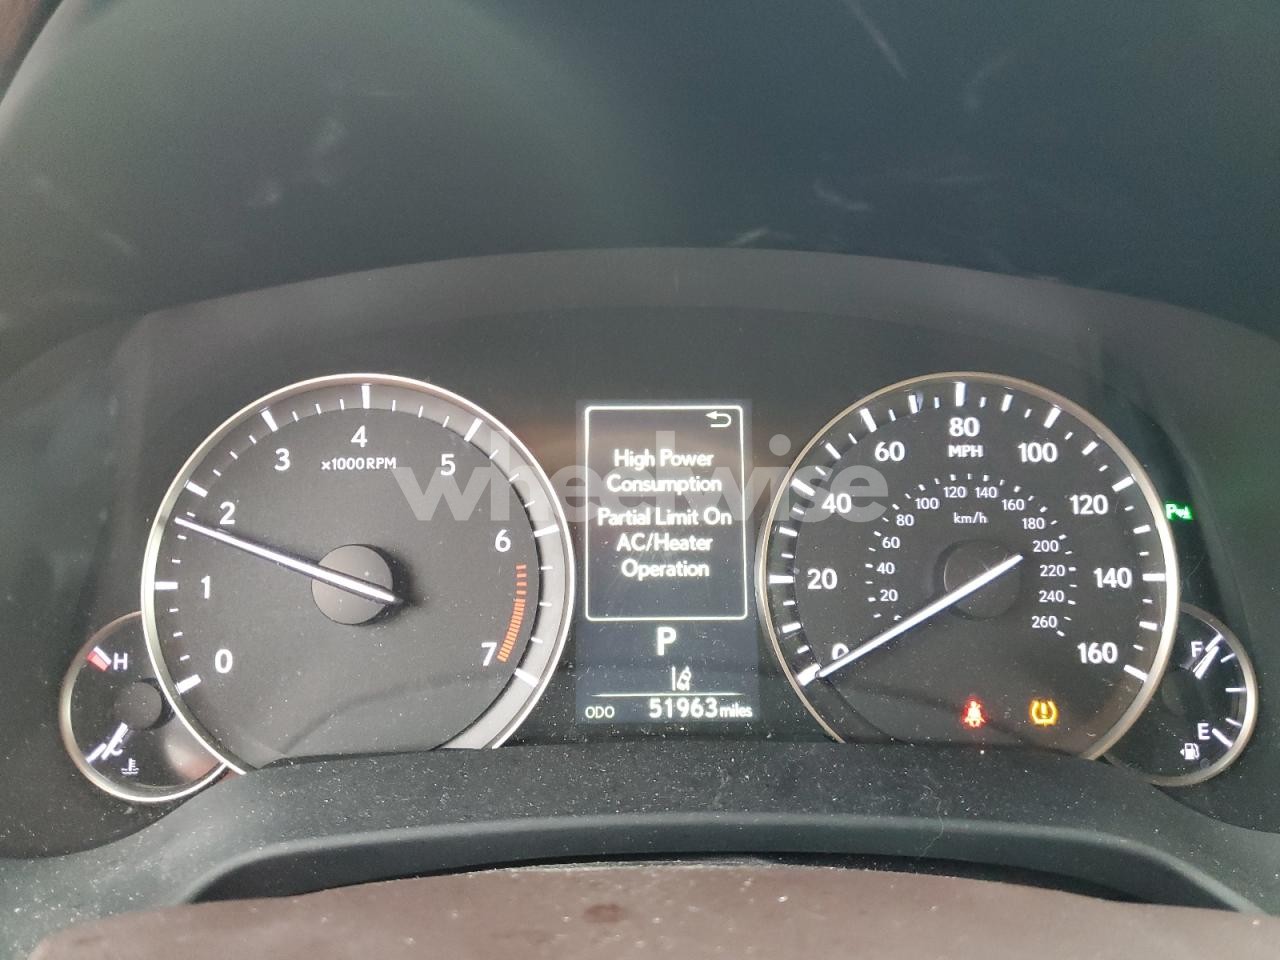 4
3
5
x1000RPM
2
6
1
0
7
H
wheelwise
High Power
Consumption
Partial Limit On
AC/Heater
Operation
P
ODO 51963 miles
80
MPH
60
100
40
120
20
140
0
160
120 140
100 160
80 180
km/h
60 200
40 220
20 240
260
P
F
E